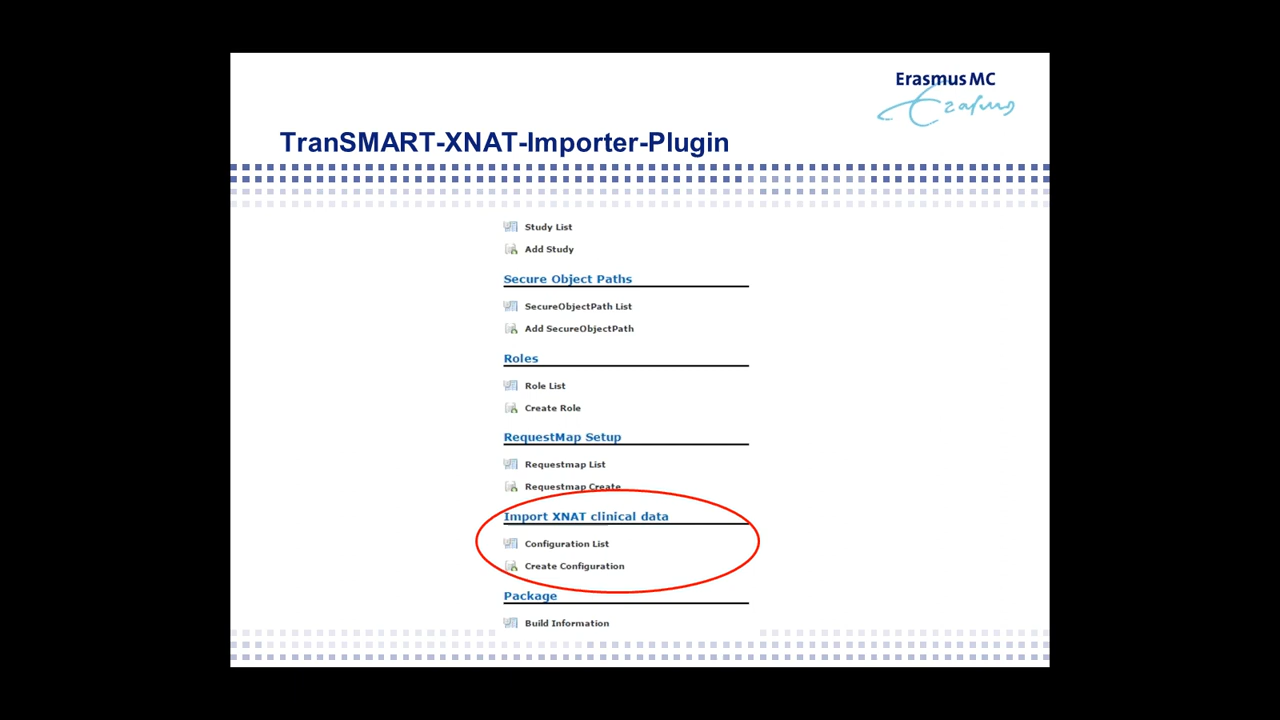 Erasmus MC
Erasmus
TranSMART-XNAT-Importer-Plugin
Study List
Add Study
Secure Object Paths
SecureObjectPath List
Add SecureObjectPath
Roles
Role List
Create Role
RequestMap Setup
Requestmap List
Requestmap Create
Import XNAT clinical data
Configuration List
Create Configuration
Package
Build Information